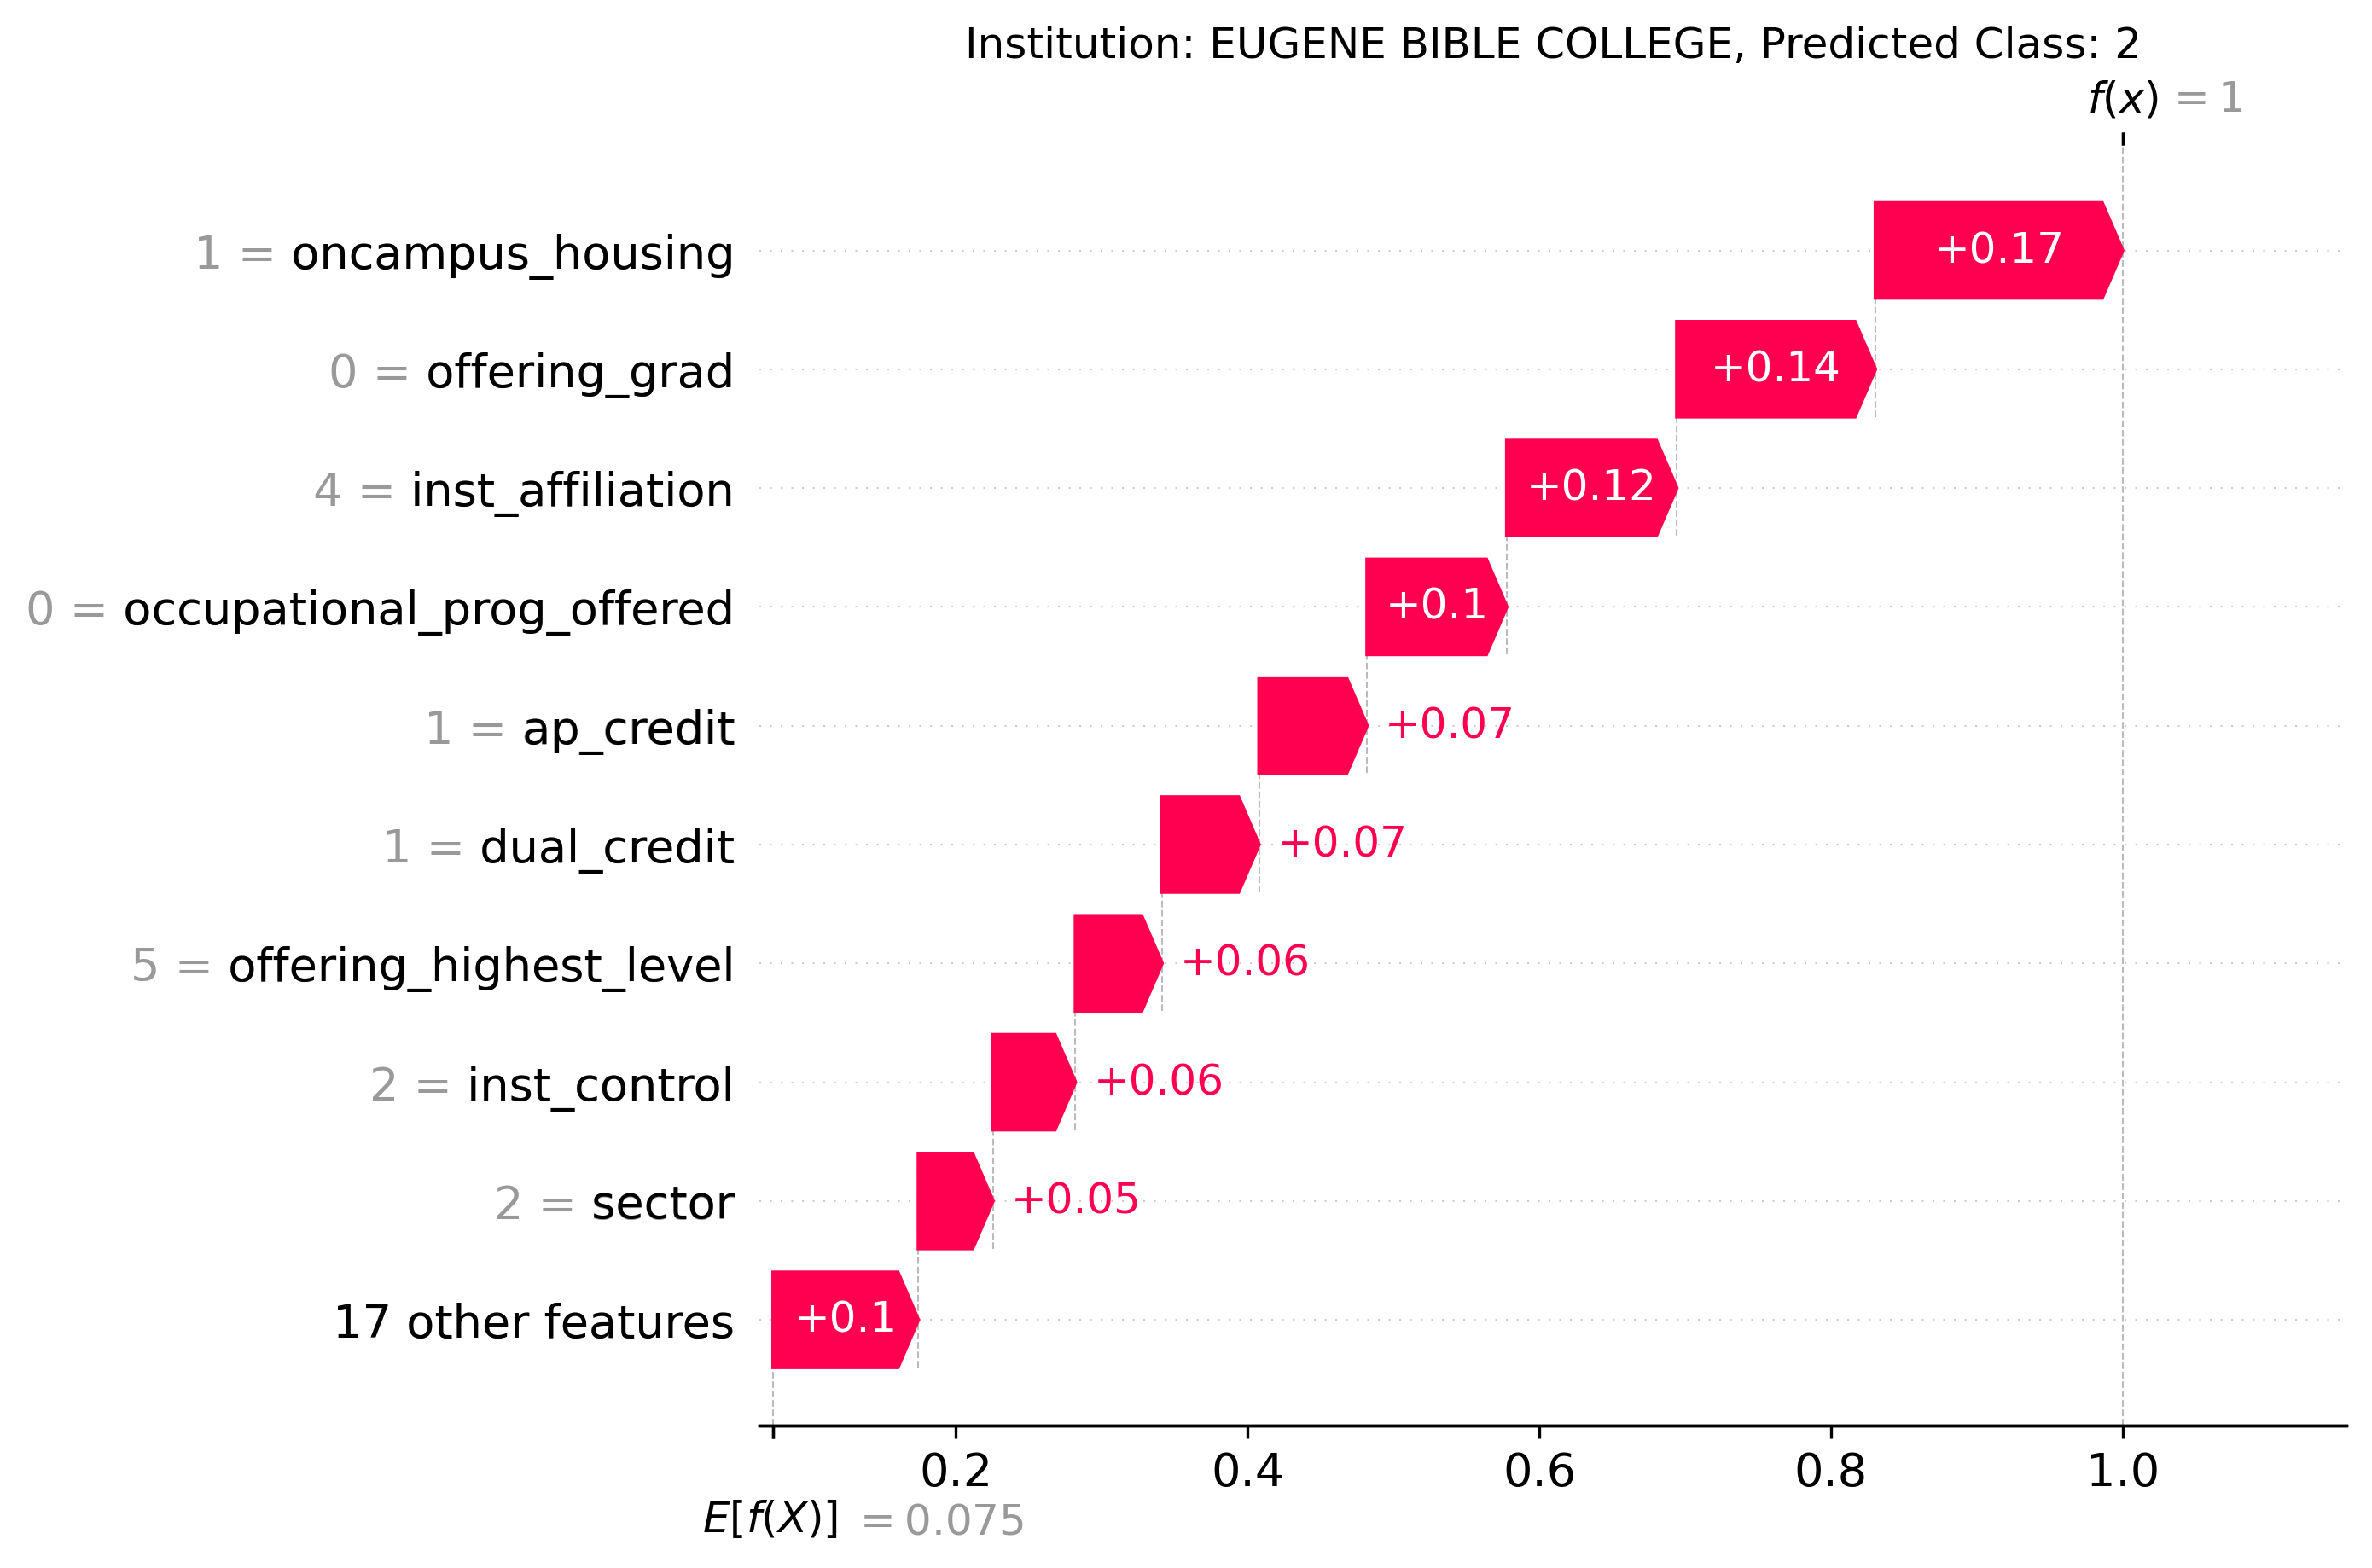 Institution: EUGENE BIBLE COLLEGE, Predicted Class: 2
f(x) = 1
1 = oncampus_housing +0.17
0 = offering_grad +0.14
4 = inst_affiliation +0.12
0 = occupational_prog_offered +0.1
1 = ap_credit +0.07
1 = dual_credit +0.07
5 = offering_highest_level +0.06
2 = inst_control +0.06
2 = sector +0.05
17 other features +0.1
0.2 0.4 0.6 0.8 1.0
E[f(X)] = 0.075